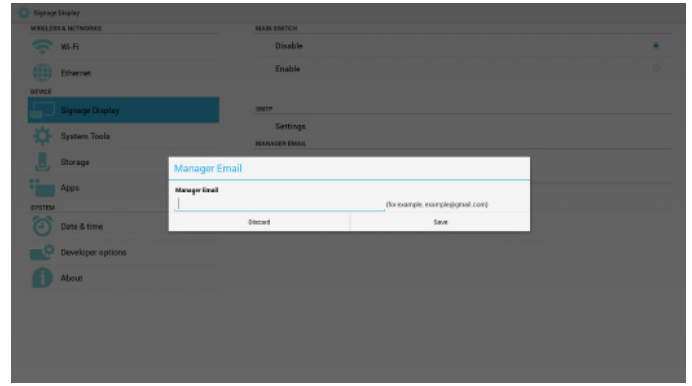 Signage Display
WIRELESS & NETWORKS
Wi-Fi
Ethernet
DEVICE
Signage Display
System Tools
Storage
Apps
SYSTEM
Date & time
Developer options
About
MAIN SWITCH
Disable
Enable
SMTP
Settings
MANAGER EMAIL
Manager Email
Manager Email
(for example, example@gmail.com)
Discard
Save